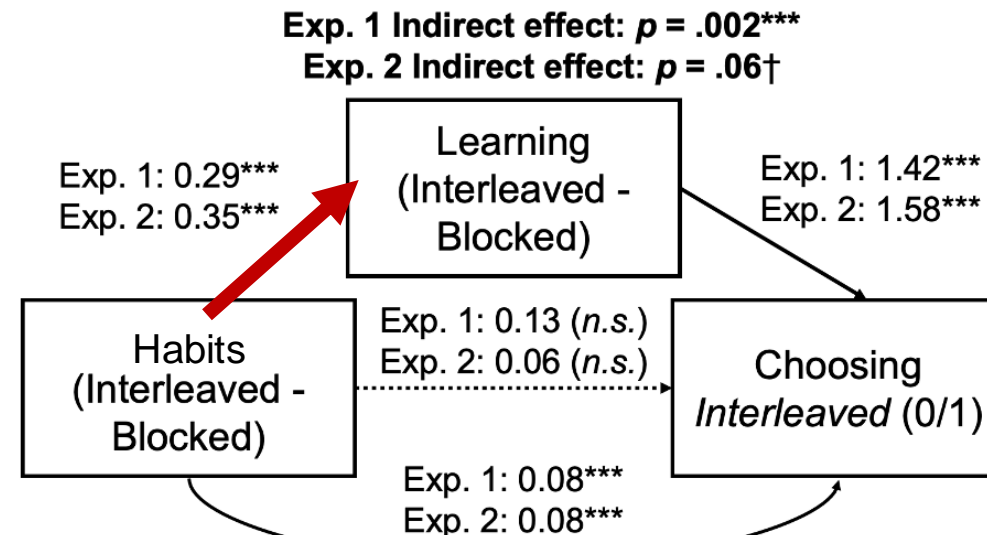 Exp. 1 Indirect effect: p = .002***
Exp. 2 Indirect effect: p = .06†
Learning
(Interleaved -
Blocked)
Exp. 1: 0.29***
Exp. 2: 0.35***
Exp. 1: 1.42***
Exp. 2: 1.58***
Habits
(Interleaved -
Blocked)
Exp. 1: 0.13 (n.s.)
Exp. 2: 0.06 (n.s.)
Choosing
Interleaved (0/1)
Exp. 1: 0.08***
Exp. 2: 0.08***